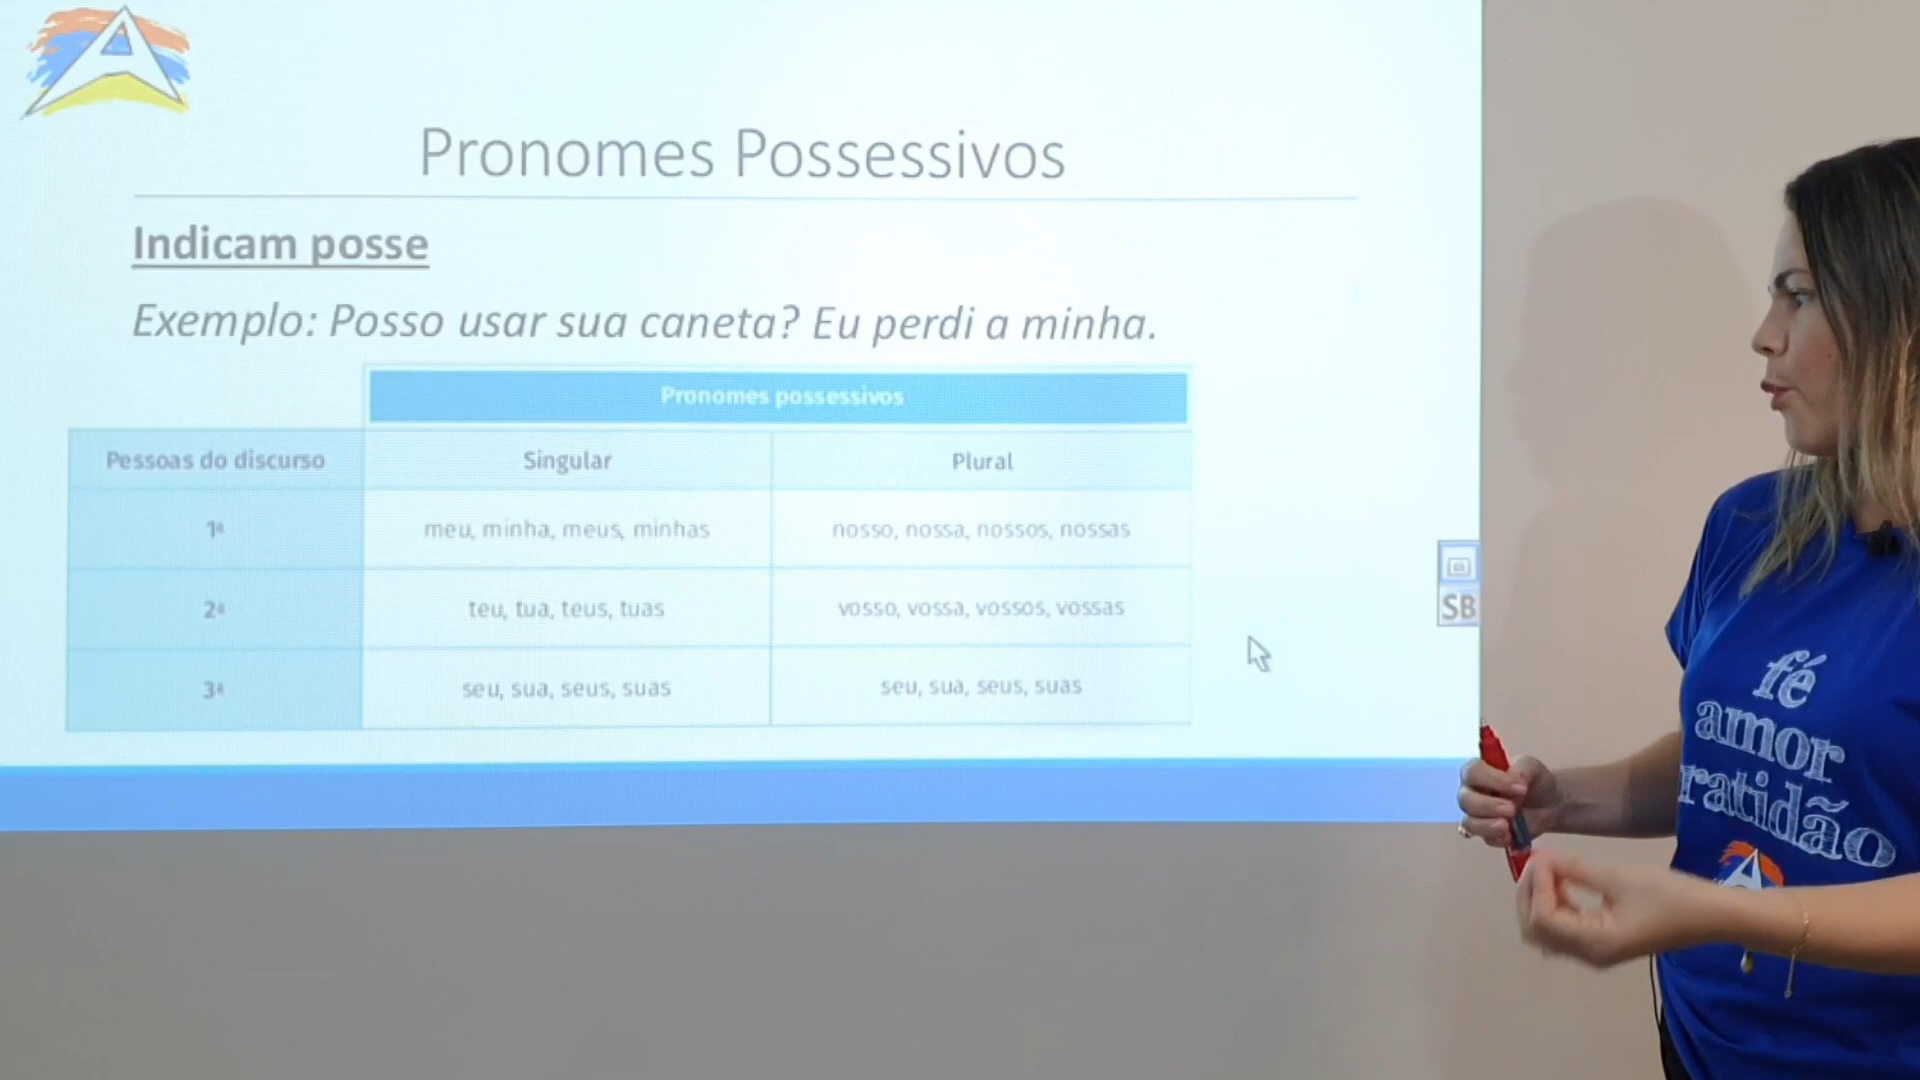 Pronomes Possessivos
Indicam posse
Exemplo: Posso usar sua caneta? Eu perdi a minha.
Pronomes possessivos
Pessoas do discurso Singular Plural
1ª meu, minha, meus, minhas nosso, nossa, nossos, nossas
2ª teu, tua, teus, tuas vosso, vossa, vossos, vossas
3ª seu, sua, seus, suas seu, sua, seus, suas
SB
fé
amor
ratidão